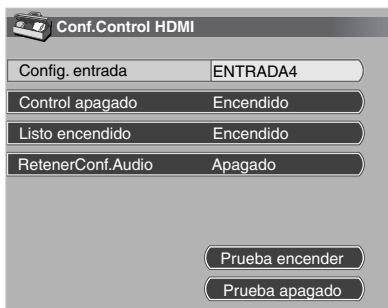 Conf.Control HDMI
Config. entrada ENTRADA4
Control apagado Encendido
Listo encendido Encendido
RetenerConf.Audio Apagado
Prueba encender
Prueba apagado